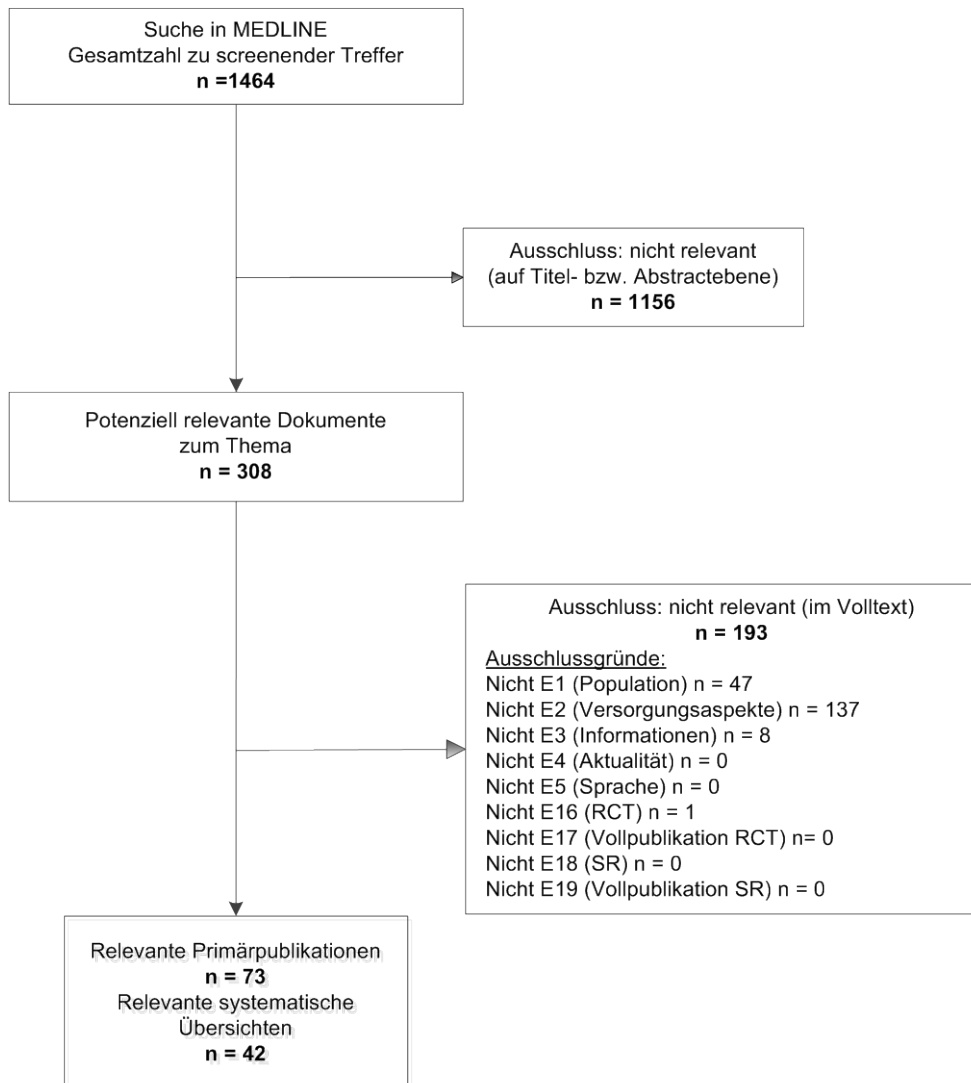 Suche in MEDLINE
Gesamtzahl zu screenender Treffer
n =1464
Ausschluss: nicht relevant
(auf Titel- bzw. Abstractebene)
n = 1156
Potenziell relevante Dokumente
zum Thema
n = 308
Ausschluss: nicht relevant (im Volltext)
n = 193
Ausschlussgründe:
Nicht E1 (Population) n = 47
Nicht E2 (Versorgungsaspekte) n = 137
Nicht E3 (Informationen) n = 8
Nicht E4 (Aktualität) n = 0
Nicht E5 (Sprache) n = 0
Nicht E16 (RCT) n = 1
Nicht E17 (Vollpublikation RCT) n= 0
Nicht E18 (SR) n = 0
Nicht E19 (Vollpublikation SR) n = 0
Relevante Primärpublikationen
n = 73
Relevante systematische
Übersichten
n = 42